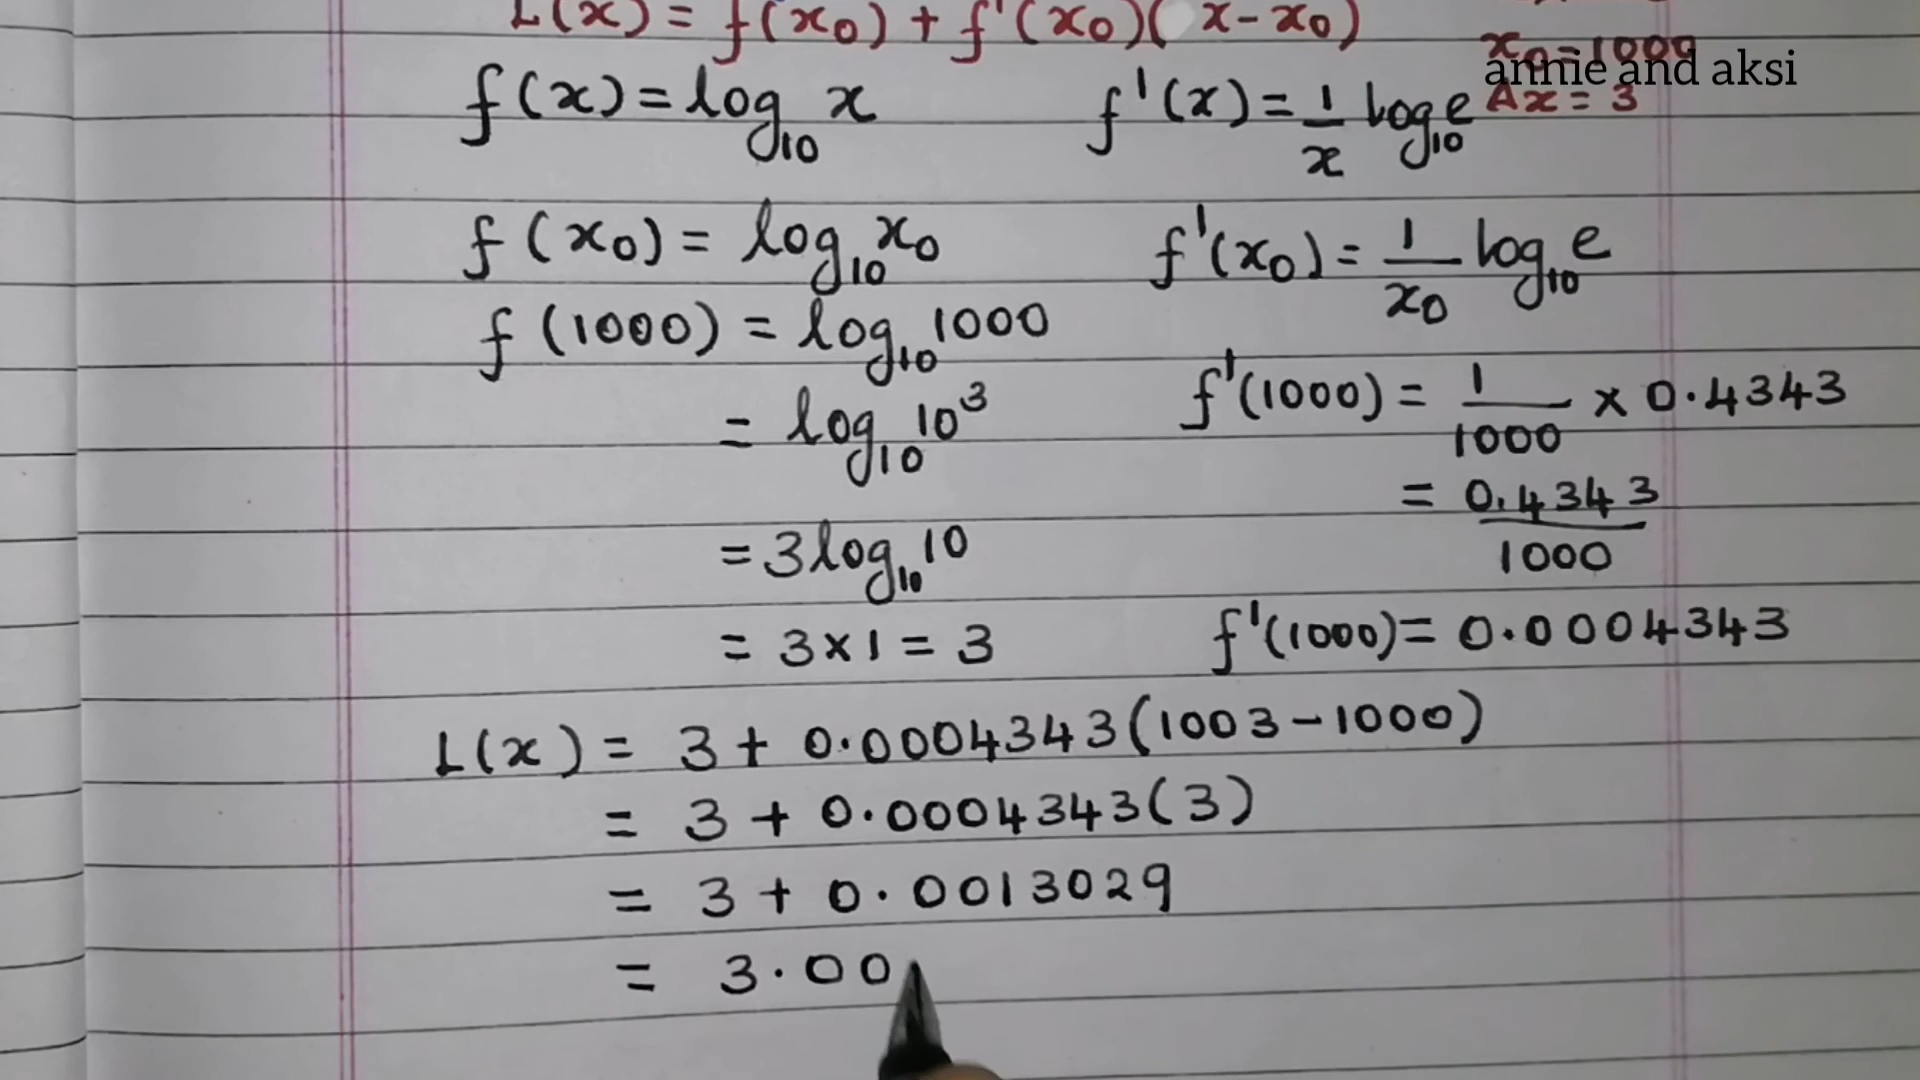 L(x) = f(x₀) + f'(x₀)(x - x₀)
x₀ = 1000
annie and aksi
Δx = 3
f(x) = log₁₀ x
f'(x) = 1/x log₁₀ e
f(x₀) = log₁₀ x₀
f'(x₀) = 1/x₀ log₁₀ e
f(1000) = log₁₀ 1000
= log₁₀ 10³
= 3 log₁₀ 10
= 3 × 1 = 3
f'(1000) = 1/1000 × 0.4343
= 0.4343/1000
f'(1000) = 0.0004343
L(x) = 3 + 0.0004343(1003 - 1000)
= 3 + 0.0004343(3)
= 3 + 0.0013029
= 3.00